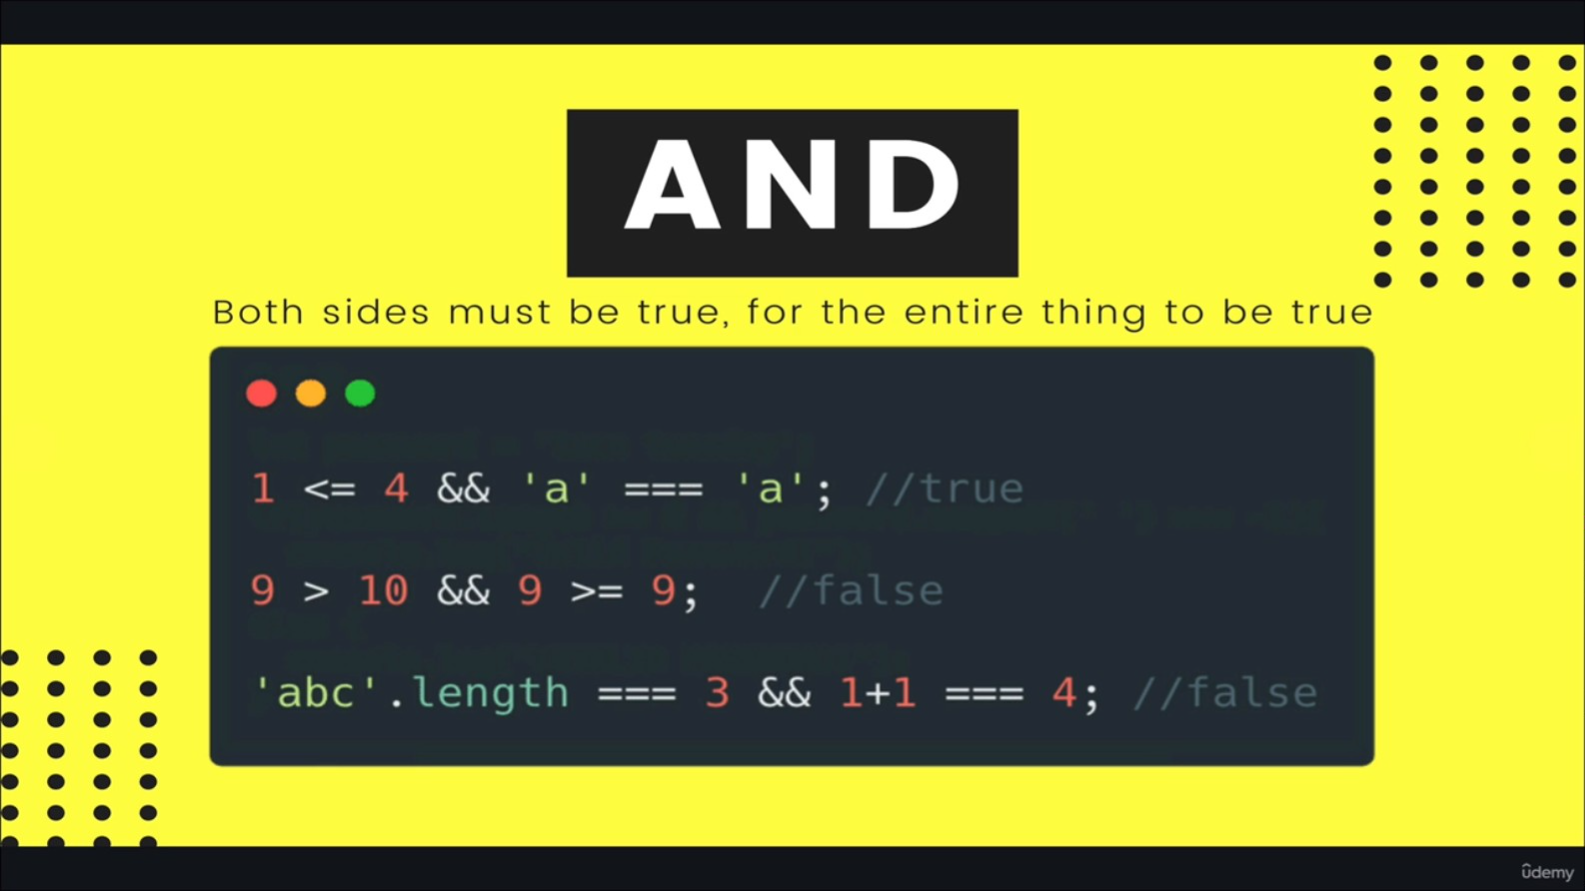 AND
Both sides must be true, for the entire thing to be true
1 <= 4 && 'a' === 'a'; //true
9 > 10 && 9 >= 9;  //false
'abc'.length === 3 && 1+1 === 4; //false
ûdemy